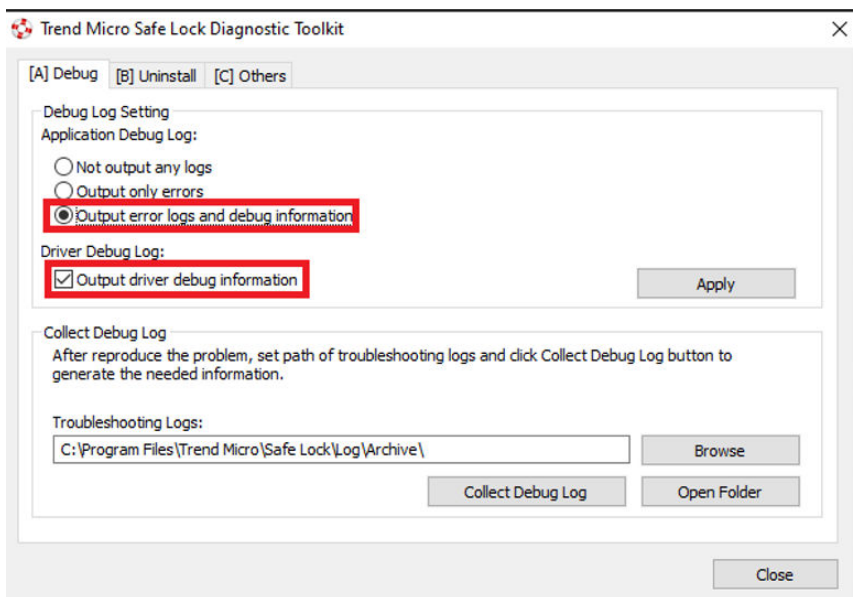 Trend Micro Safe Lock Diagnostic Toolkit
[A] Debug [B] Uninstall [C] Others
Debug Log Setting
Application Debug Log:
Not output any logs
Output only errors
Output error logs and debug information
Driver Debug Log:
Output driver debug information
Apply
Collect Debug Log
After reproduce the problem, set path of troubleshooting logs and click Collect Debug Log button to
generate the needed information.
Troubleshooting Logs:
C:\Program Files\Trend Micro\Safe Lock\Log\Archive\
Browse
Collect Debug Log Open Folder
Close